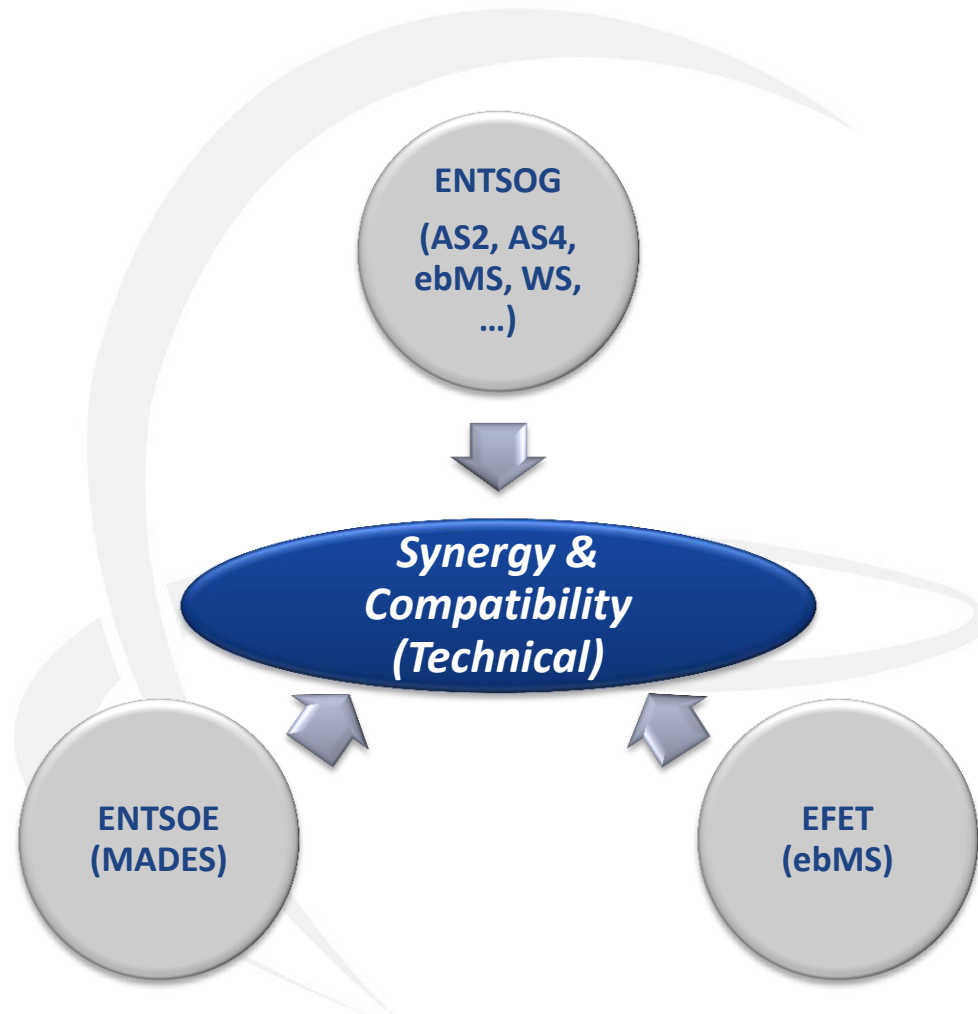 ENTSOG
(AS2, AS4,
ebMS, WS,
…)
Synergy &
Compatibility
(Technical)
ENTSOE
(MADES)
EFET
(ebMS)